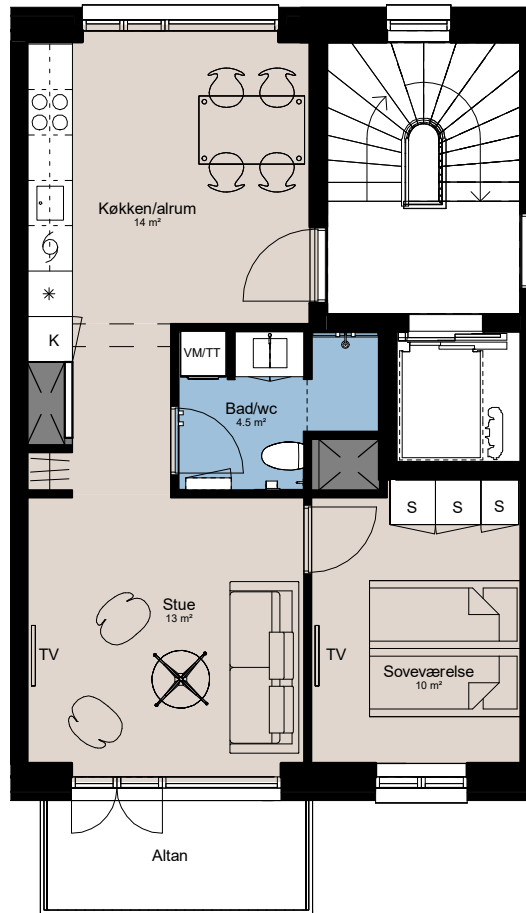 Køkken/alrum
14 m²
K
VM/TT
Bad/wc
4.5 m²
S
S
S
Stue
13 m²
TV
TV
Soveværelse
10 m²
Altan